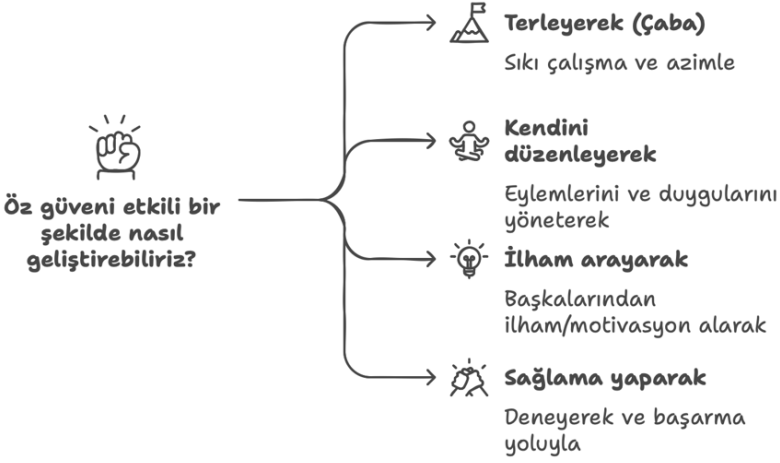 Öz güveni etkili bir
şekilde nasıl
geliştirebiliriz?
Terleyerek (Çaba)
Sıkı çalışma ve azimle
Kendini
düzenleyerek
Eylemlerini ve duygularını
yöneterek
İlham arayarak
Başkalarından
ilham/motivasyon alarak
Sağlama yaparak
Deneyerek ve başarma
yoluyla